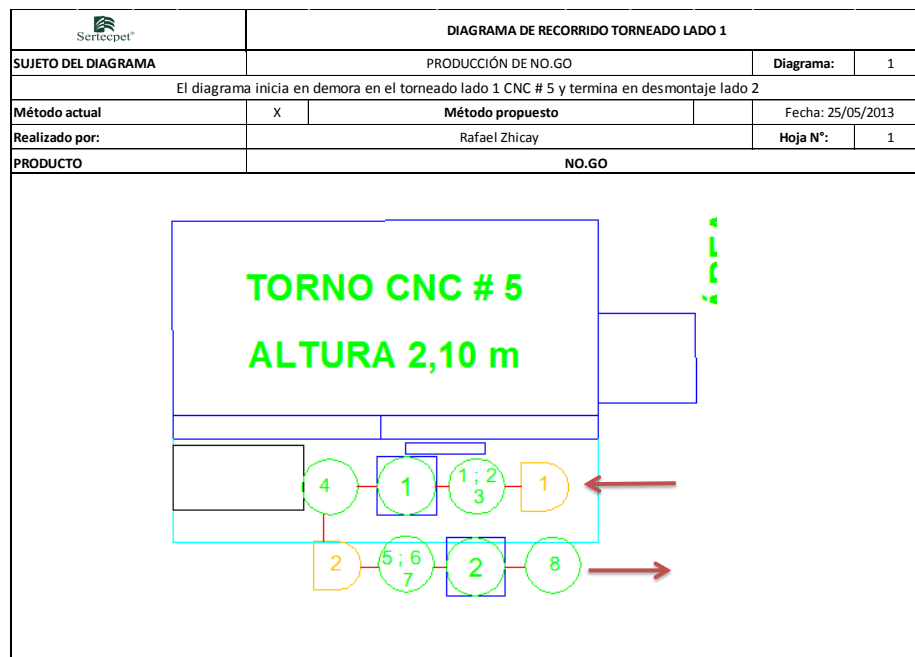 Sertecpet®
DIAGRAMA DE RECORRIDO TORNEADO LADO 1
SUJETO DEL DIAGRAMA PRODUCCIÓN DE NO.GO Diagrama: 1
El diagrama inicia en demora en el torneado lado 1 CNC # 5 y termina en desmontaje lado 2
Método actual X Método propuesto Fecha: 25/05/2013
Realizado por: Rafael Zhicay Hoja N°: 1
PRODUCTO NO.GO
TORNO CNC # 5
ALTURA 2,10 m
4 1 1 ; 2 1
3
2 5 ; 6 2 8
7